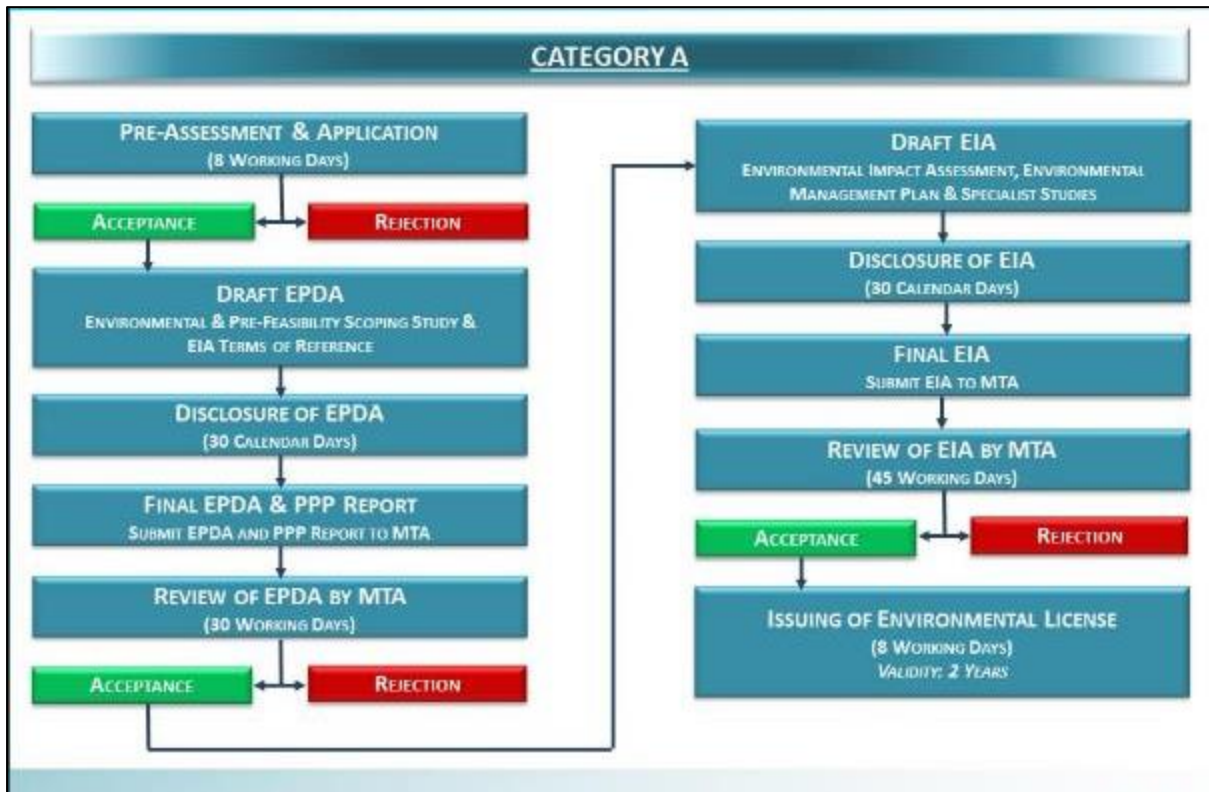 CATEGORY A
PRE-ASSESSMENT & APPLICATION
(8 WORKING DAYS)
ACCEPTANCE
REJECTION
DRAFT EPDA
ENVIRONMENTAL & PRE-FEASIBILITY SCOPING STUDY &
EIA TERMS OF REFERENCE
DISCLOSURE OF EPDA
(30 CALENDAR DAYS)
FINAL EPDA & PPP REPORT
SUBMIT EPDA AND PPP REPORT TO MTA
REVIEW OF EPDA BY MTA
(30 WORKING DAYS)
ACCEPTANCE
REJECTION
DRAFT EIA
ENVIRONMENTAL IMPACT ASSESSMENT, ENVIRONMENTAL
MANAGEMENT PLAN & SPECIALIST STUDIES
DISCLOSURE OF EIA
(30 CALENDAR DAYS)
FINAL EIA
SUBMIT EIA TO MTA
REVIEW OF EIA BY MTA
(45 WORKING DAYS)
ACCEPTANCE
REJECTION
ISSUING OF ENVIRONMENTAL LICENSE
(8 WORKING DAYS)
VALIDITY: 2 YEARS